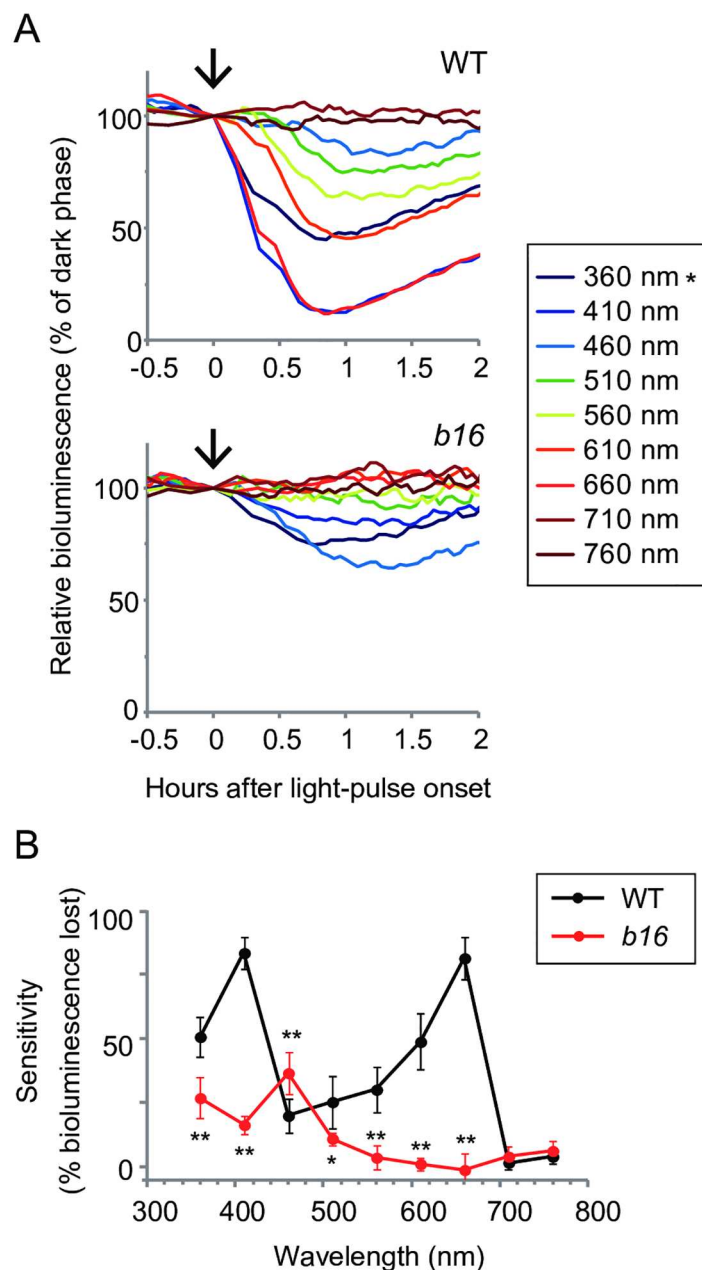 A
WT
Relative bioluminescence (% of dark phase)
100
50
0
-0.5 0 0.5 1 1.5 2
b16
100
50
0
-0.5 0 0.5 1 1.5 2
Hours after light-pulse onset
360 nm *
410 nm
460 nm
510 nm
560 nm
610 nm
660 nm
710 nm
760 nm
B
WT
b16
Sensitivity
(% bioluminescence lost)
100
50
0
**
**
**
*
**
**
**
300 400 500 600 700 800
Wavelength (nm)